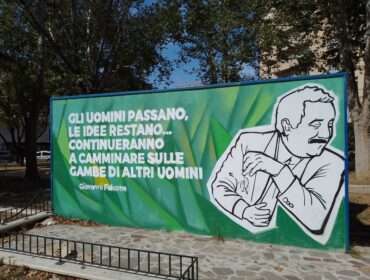 GLI UOMINI PASSANO,
LE IDEE RESTANO...
CONTINUERANNO
A CAMMINARE SULLE
GAMBE DI ALTRI UOMINI
Giovanni Falcone